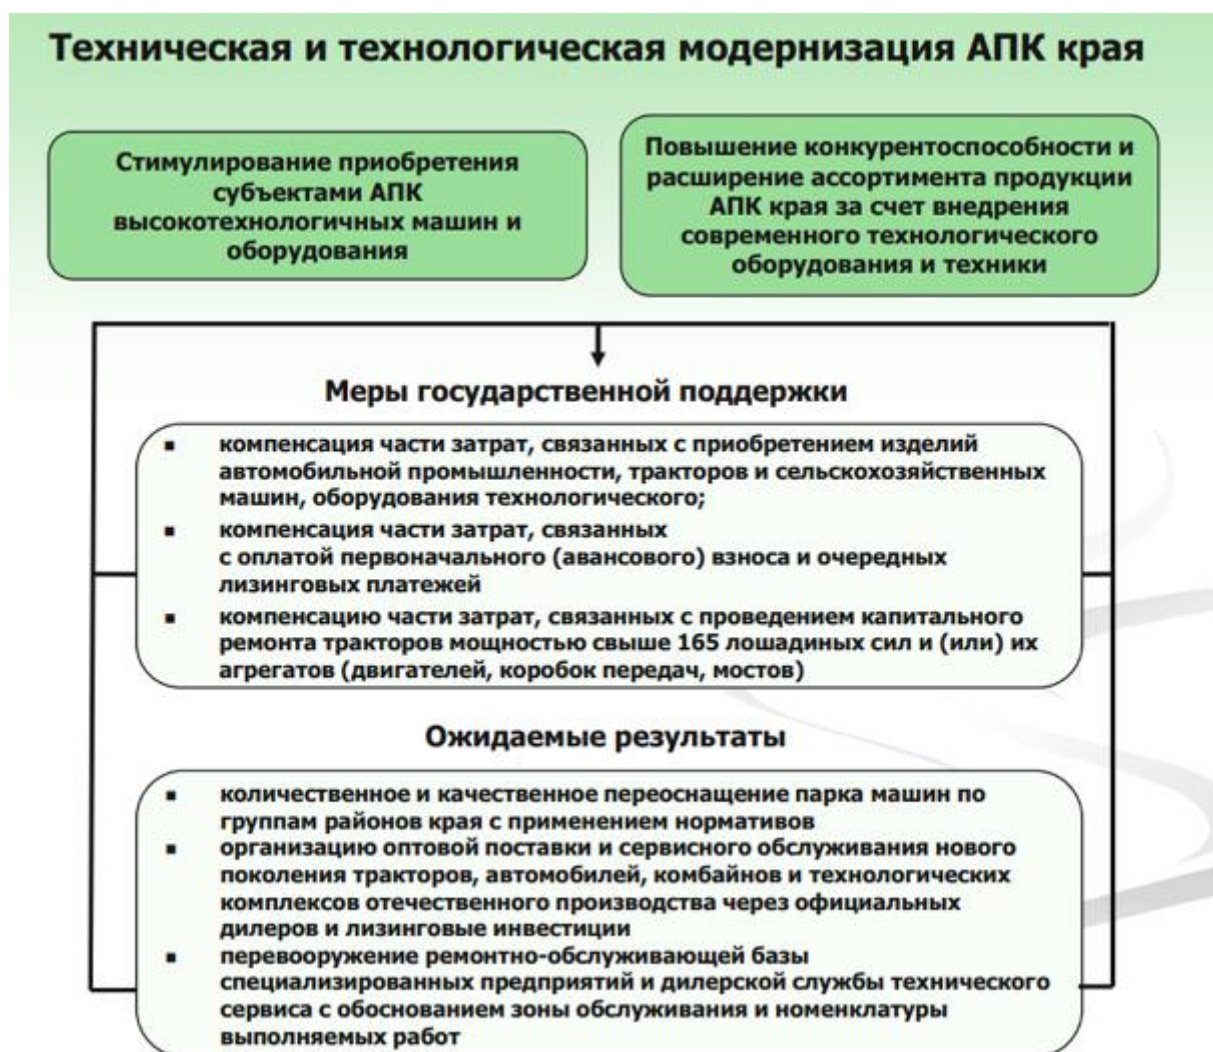 Техническая и технологическая модернизация АПК края
Стимулирование приобретения
субъектами АПК
высокотехнологичных машин и
оборудования
Повышение конкурентоспособности и
расширение ассортимента продукции
АПК края за счет внедрения
современного технологического
оборудования и техники
Меры государственной поддержки
▪ компенсация части затрат, связанных с приобретением изделий
автомобильной промышленности, тракторов и сельскохозяйственных
машин, оборудования технологического;
▪ компенсация части затрат, связанных
с оплатой первоначального (авансового) взноса и очередных
лизинговых платежей
▪ компенсацию части затрат, связанных с проведением капитального
ремонта тракторов мощностью свыше 165 лошадиных сил и (или) их
агрегатов (двигателей, коробок передач, мостов)
Ожидаемые результаты
▪ количественное и качественное переоснащение парка машин по
группам районов края с применением нормативов
▪ организацию оптовой поставки и сервисного обслуживания нового
поколения тракторов, автомобилей, комбайнов и технологических
комплексов отечественного производства через официальных
дилеров и лизинговые инвестиции
▪ перевооружение ремонтно-обслуживающей базы
специализированных предприятий и дилерской службы технического
сервиса с обоснованием зоны обслуживания и номенклатуры
выполняемых работ